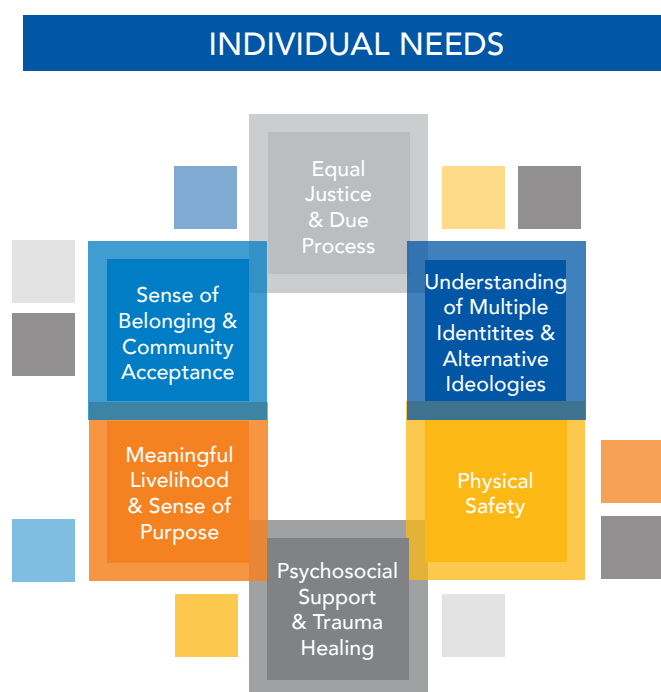 INDIVIDUAL NEEDS
Equal
Justice
& Due
Process
Sense of
Belonging &
Community
Acceptance
Understanding
of Multiple
Identitites &
Alternative
Ideologies
Meaningful
Livelihood
& Sense of
Purpose
Physical
Safety
Psychosocial
Support
& Trauma
Healing